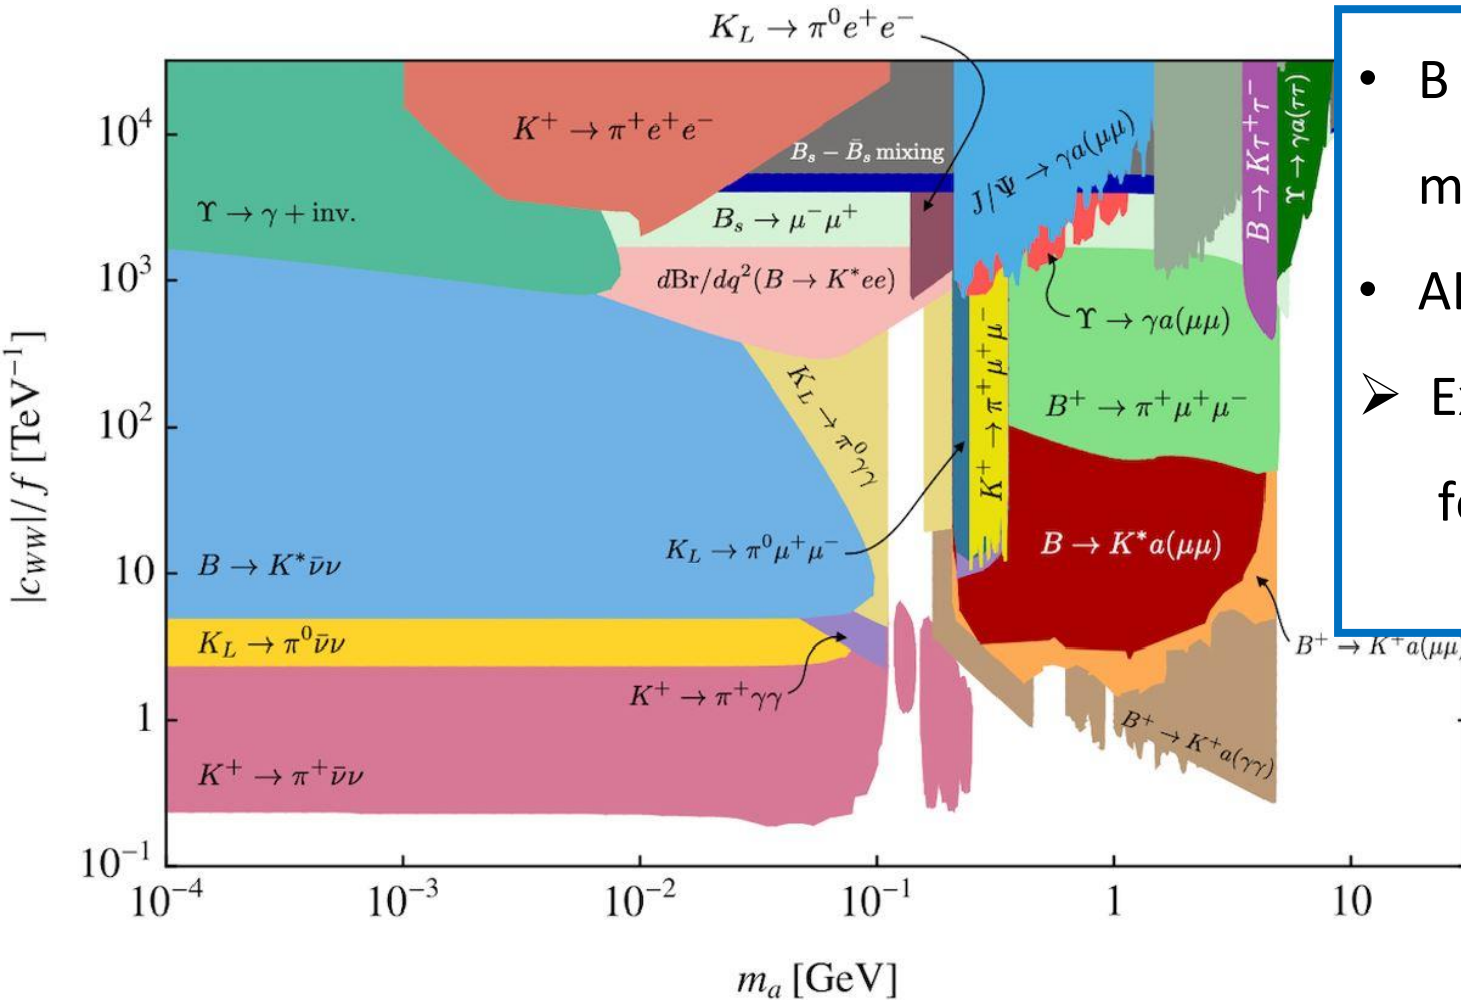 K_L → π⁰e⁺e⁻
K⁺ → π⁺e⁺e⁻
B_s − B̄_s mixing
J/Ψ → γa(μμ)
B → Kτ⁺τ⁻
Υ → γa(ττ)
Υ → γ + inv.
B_s → μ⁻μ⁺
dBr/dq²(B → K*ee)
Υ → γa(μμ)
K_L → π⁰γγ
K⁺ → π⁺μ⁺μ⁻
B⁺ → π⁺μ⁺μ⁻
K_L → π⁰μ⁺μ⁻
B → K*a(μμ)
B → K*ν̄ν
K_L → π⁰ν̄ν
B⁺ → K⁺a(μμ)
K⁺ → π⁺γγ
B⁺ → K⁺a(γγ)
K⁺ → π⁺ν̄ν
|c_WW|/f [TeV⁻¹]
10⁴
10³
10²
10
1
10⁻¹
10⁻⁴ 10⁻³ 10⁻² 10⁻¹ 1 10
m_a [GeV]
• B
m
•
➢